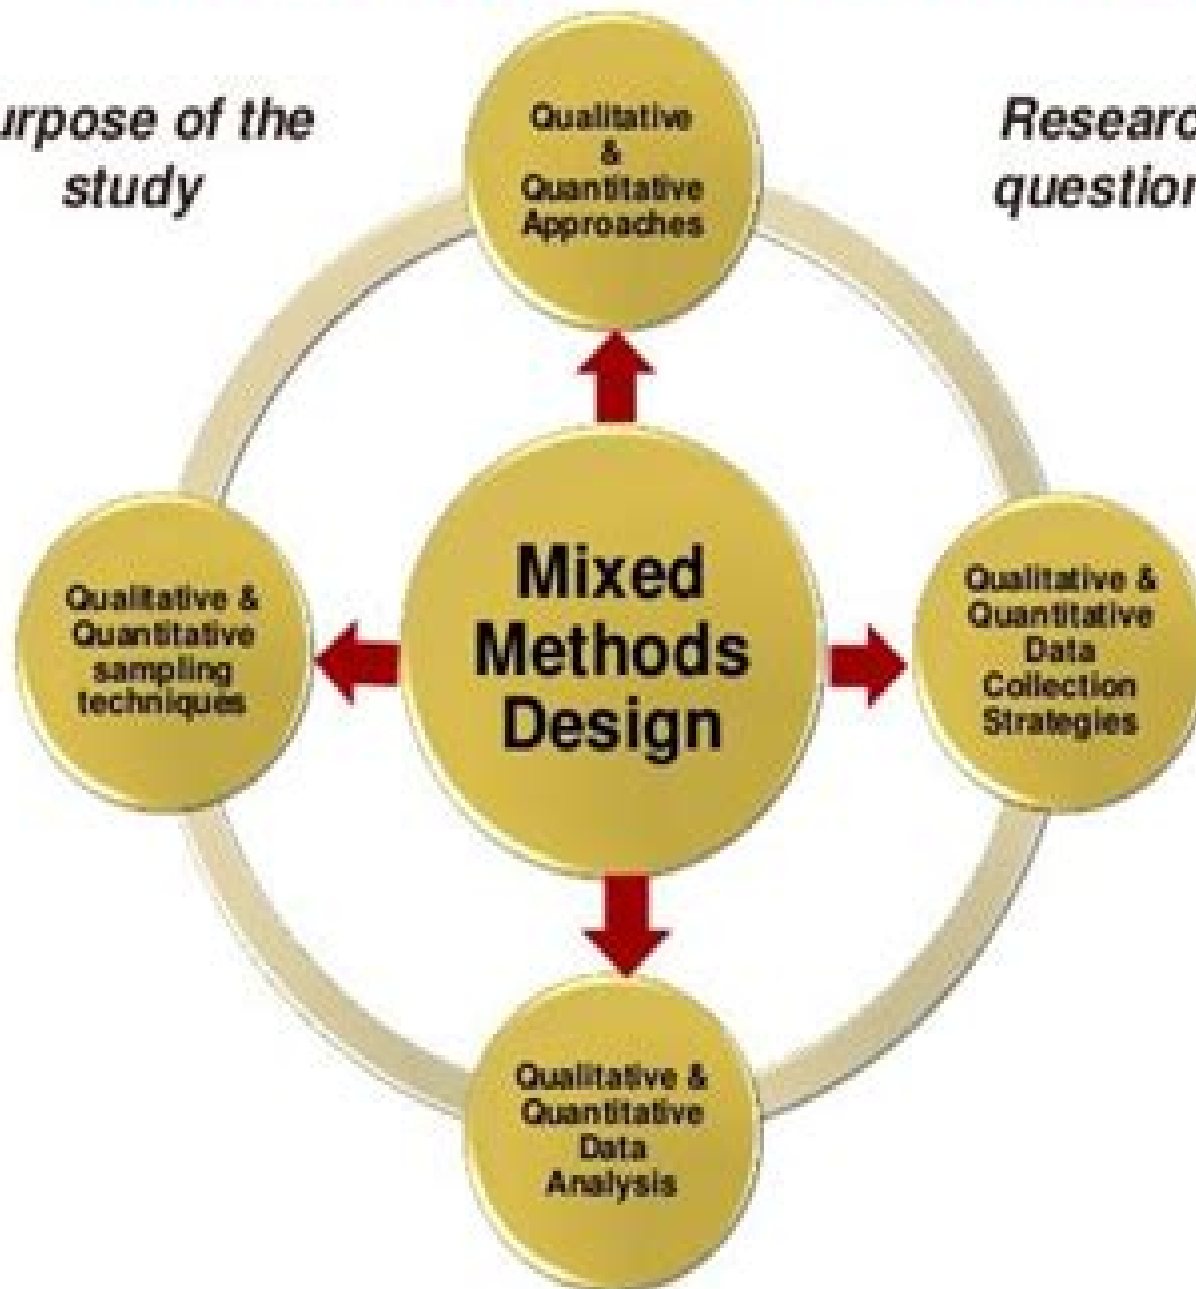 urpose of the
study
Researc
question
Qualitative
&
Quantitative
Approaches
Qualitative &
Quantitative
sampling
techniques
Mixed
Methods
Design
Qualitative &
Quantitative
Data
Collection
Strategies
Qualitative &
Quantitative
Data
Analysis